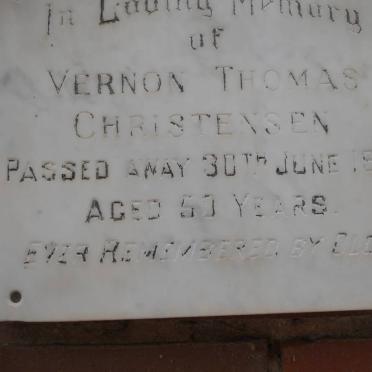 In Loving Memory
of
VERNON THOMAS
CHRISTENSEN
PASSED AWAY 30TH JUNE
AGED YEARS.
EVER REMEMBERED BY